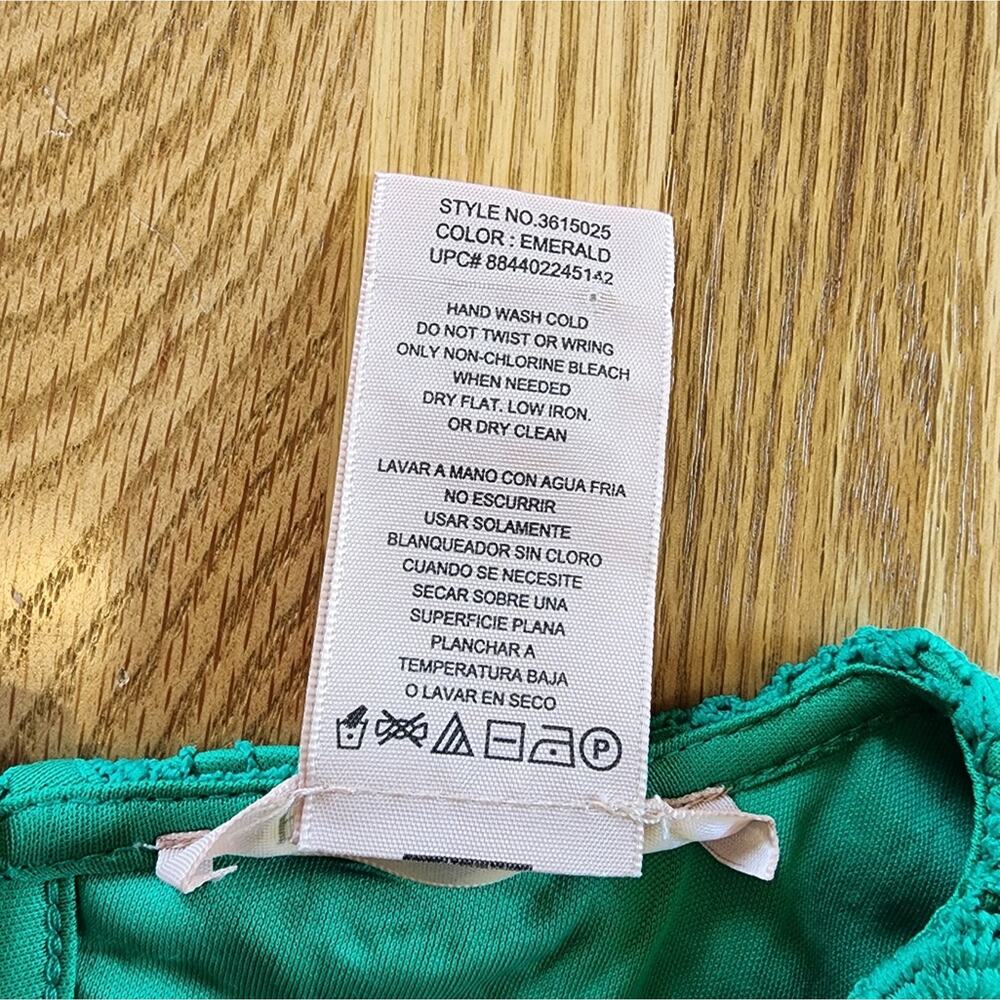 STYLE NO.3615025
COLOR : EMERALD
UPC# 884402245142
HAND WASH COLD
DO NOT TWIST OR WRING
ONLY NON-CHLORINE BLEACH
WHEN NEEDED
DRY FLAT. LOW IRON.
OR DRY CLEAN
LAVAR A MANO CON AGUA FRIA
NO ESCURRIR
USAR SOLAMENTE
BLANQUEADOR SIN CLORO
CUANDO SE NECESITE
SECAR SOBRE UNA
SUPERFICIE PLANA
PLANCHAR A
TEMPERATURA BAJA
O LAVAR EN SECO
P